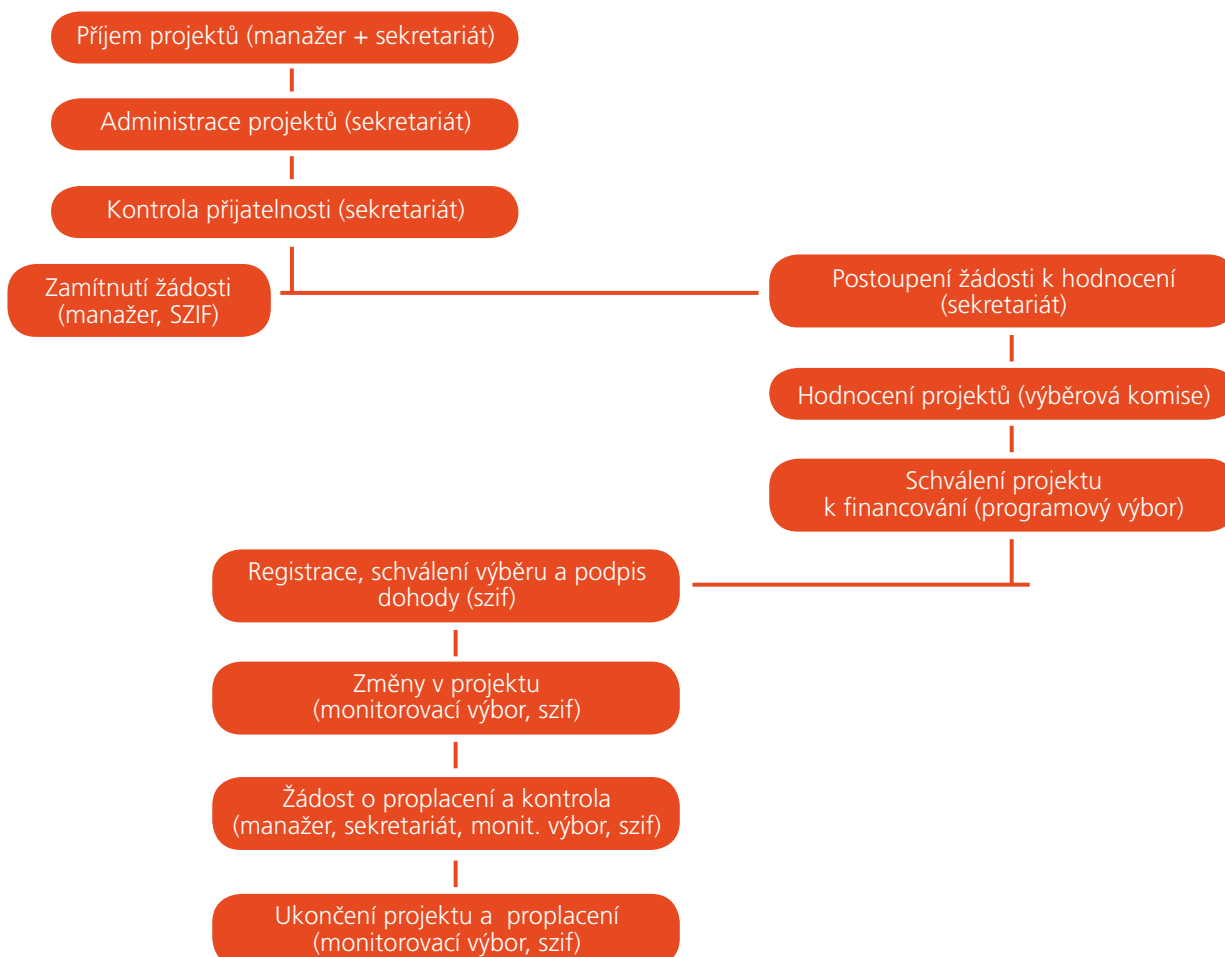 Příjem projektů (manažer + sekretariát)
Administrace projektů (sekretariát)
Kontrola přijatelnosti (sekretariát)
Zamítnutí žádosti
(manažer, SZIF)
Postoupení žádosti k hodnocení
(sekretariát)
Hodnocení projektů (výběrová komise)
Schválení projektu
k financování (programový výbor)
Registrace, schválení výběru a podpis
dohody (szif)
Změny v projektu
(monitorovací výbor, szif)
Žádost o proplacení a kontrola
(manažer, sekretariát, monit. výbor, szif)
Ukončení projektu a proplacení
(monitorovací výbor, szif)